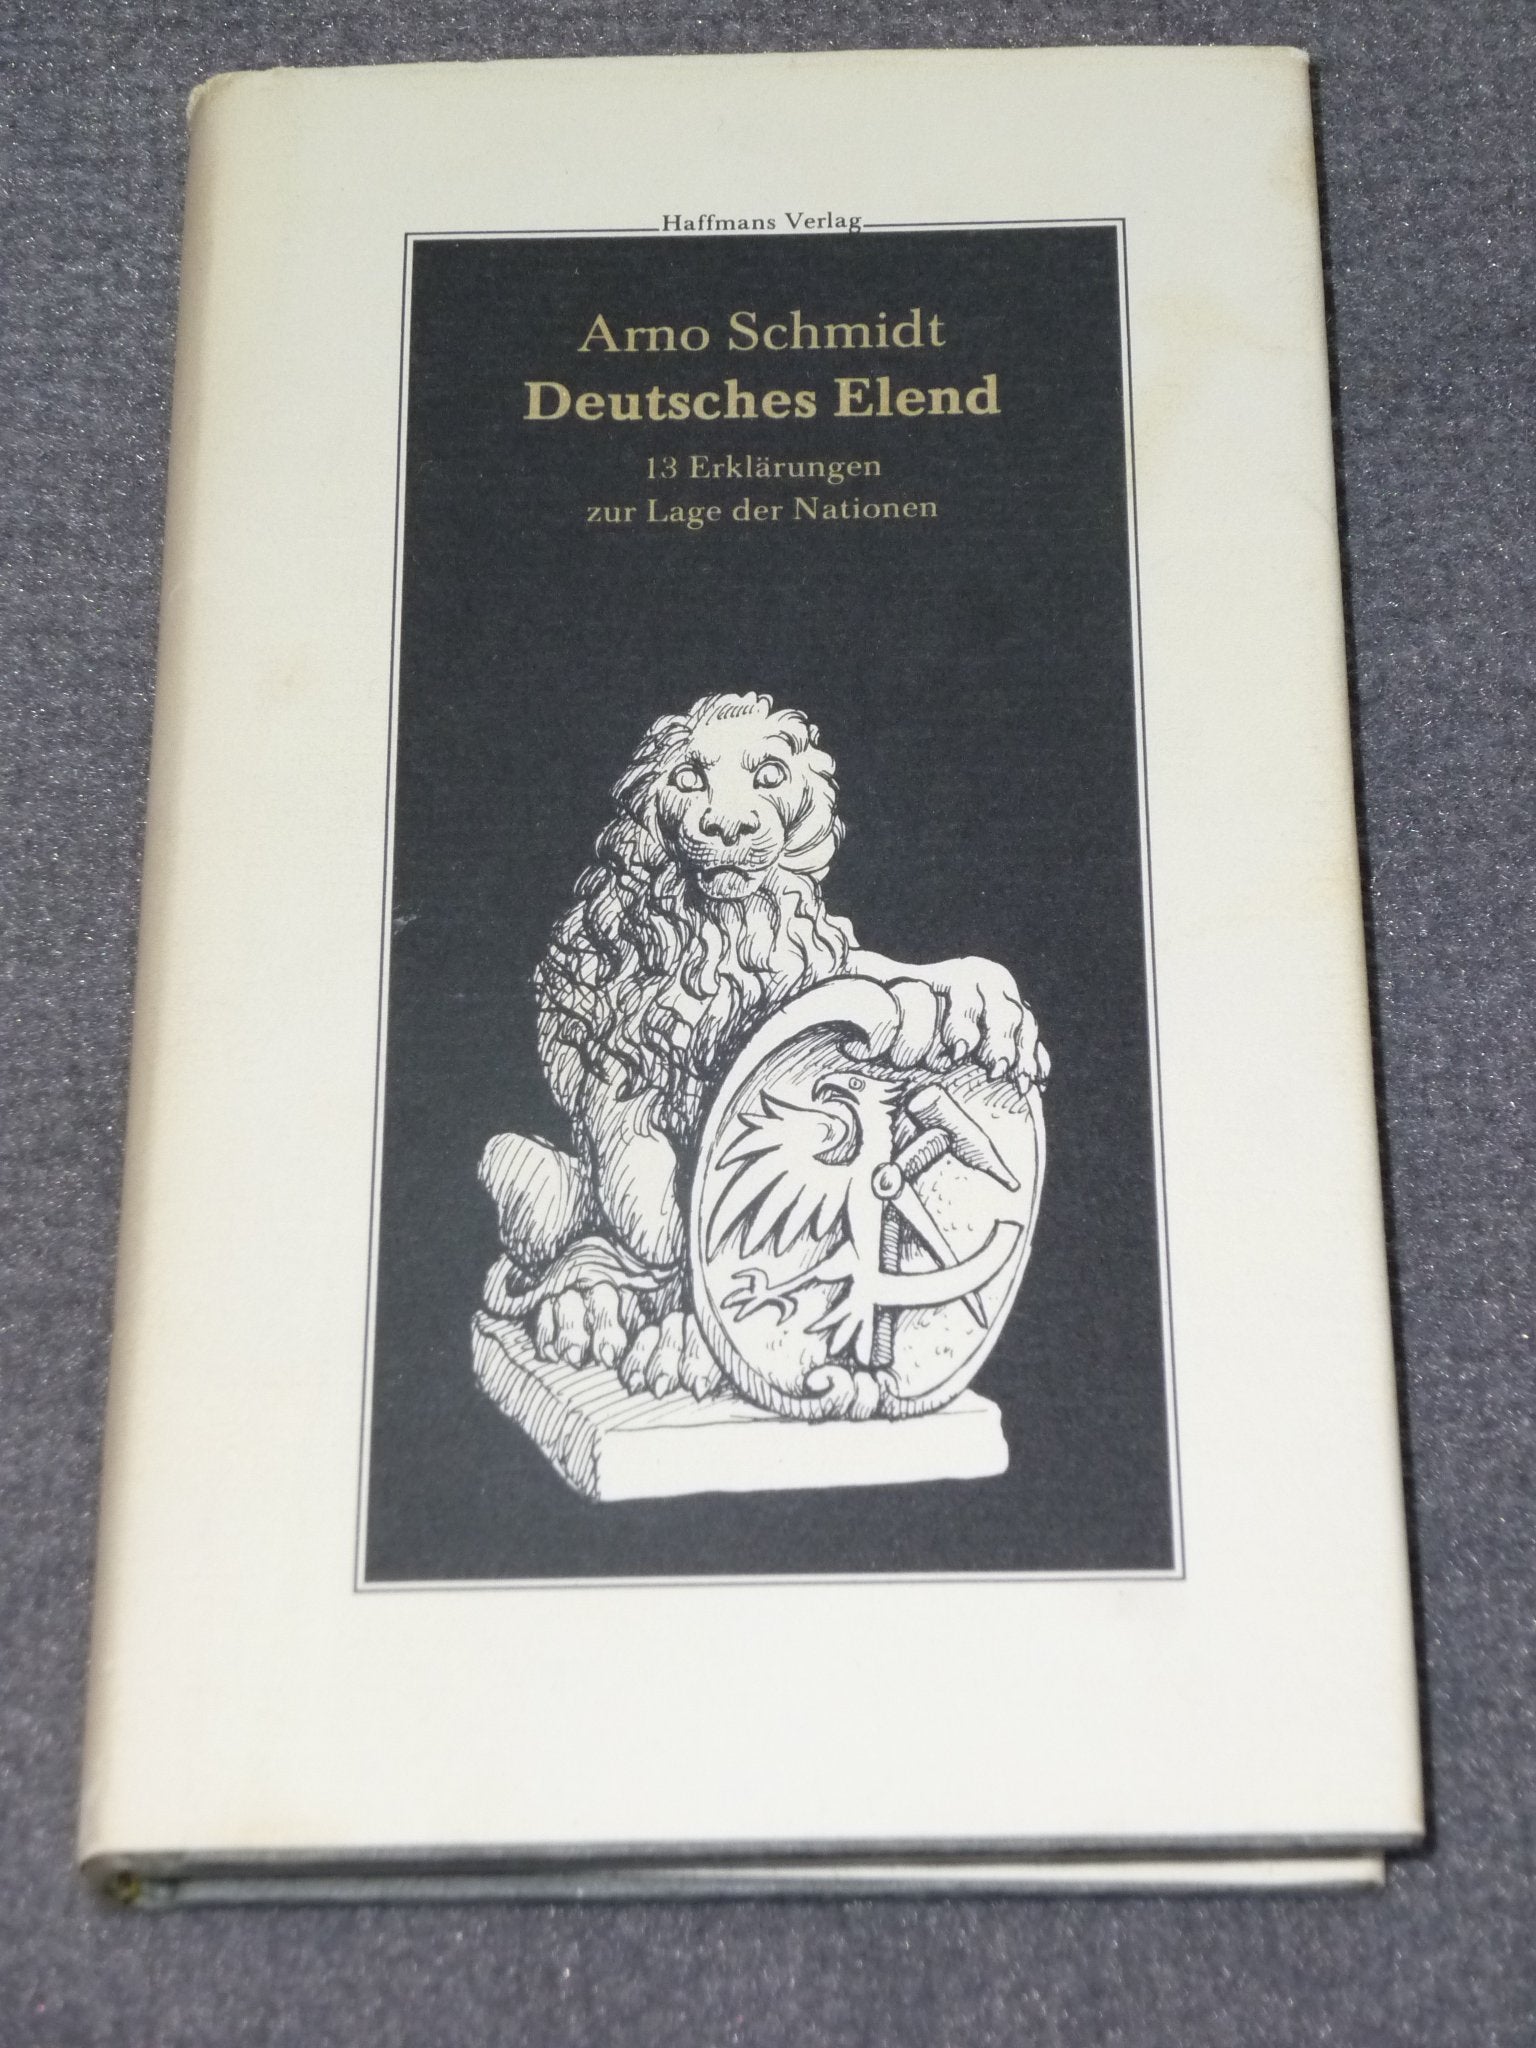 Haffmans Verlag
Arno Schmidt
Deutsches Elend
13 Erklärungen
zur Lage der Nationen